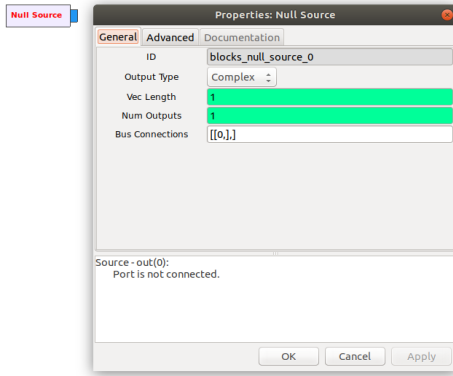 Null Source
Properties: Null Source
General Advanced Documentation
ID blocks_null_source_0
Output Type Complex
Vec Length 1
Num Outputs 1
Bus Connections [[0,],]
Source - out(0):
Port is not connected.
OK Cancel Apply